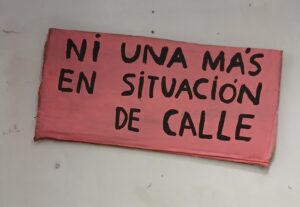 NI UNA MÁS
EN SITUACIÓN
DE CALLE